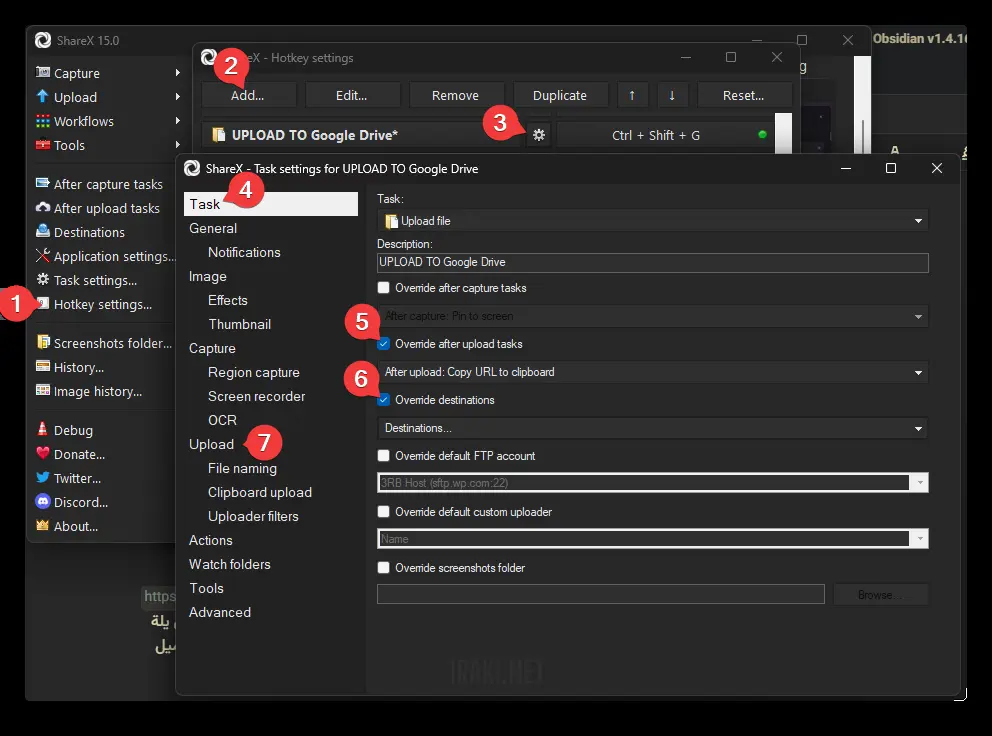 ShareX 15.0
Capture
Upload
Workflows
Tools
After capture tasks
After upload tasks
Destinations
Application settings...
Task settings...
Hotkey settings...
Screenshots folder...
History...
Image history...
Debug
Donate...
Twitter...
Discord...
About...
1
Obsidian v1.4.16
eX - Hotkey settings
2
Add...
Edit...
Remove
Duplicate
↑
↓
Reset...
UPLOAD TO Google Drive*
3
Ctrl + Shift + G
ShareX - Task settings for UPLOAD TO Google Drive
4
Task
General
Notifications
Image
Effects
Thumbnail
Capture
Region capture
Screen recorder
OCR
Upload
7
File naming
Clipboard upload
Uploader filters
Actions
Watch folders
Tools
Advanced
Task:
Upload file
Description:
UPLOAD TO Google Drive
Override after capture tasks
After capture: Pin to screen
5
Override after upload tasks
After upload: Copy URL to clipboard
6
Override destinations
Destinations...
Override default FTP account
3RB Host (sftp.wp.com:22)
Override default custom uploader
Name
Override screenshots folder
Browse...
https
يلة
ميل
IRAKI.NET